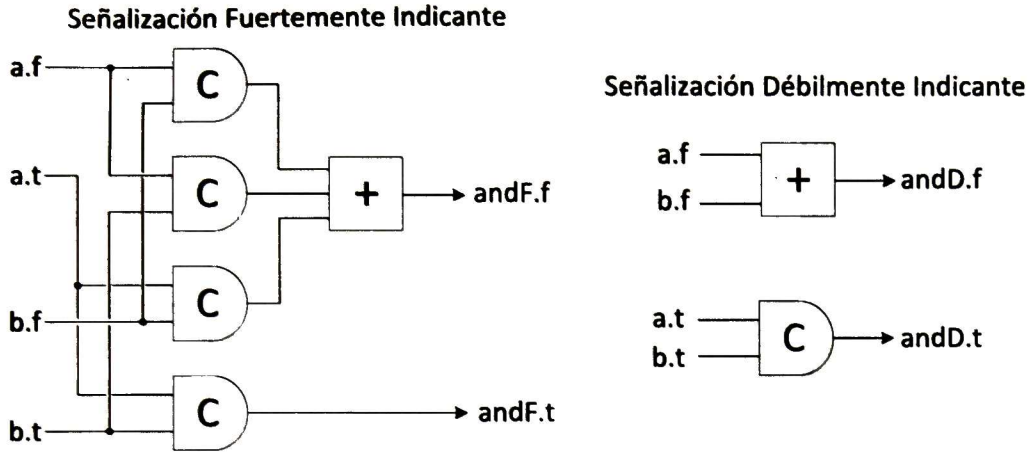 Señalización Fuertemente Indicante
a.f
C
a.t
C
+
andF.f
C
b.f
C
andF.t
b.t
Señalización Débilmente Indicante
a.f
b.f
+
andD.f
a.t
b.t
C
andD.t